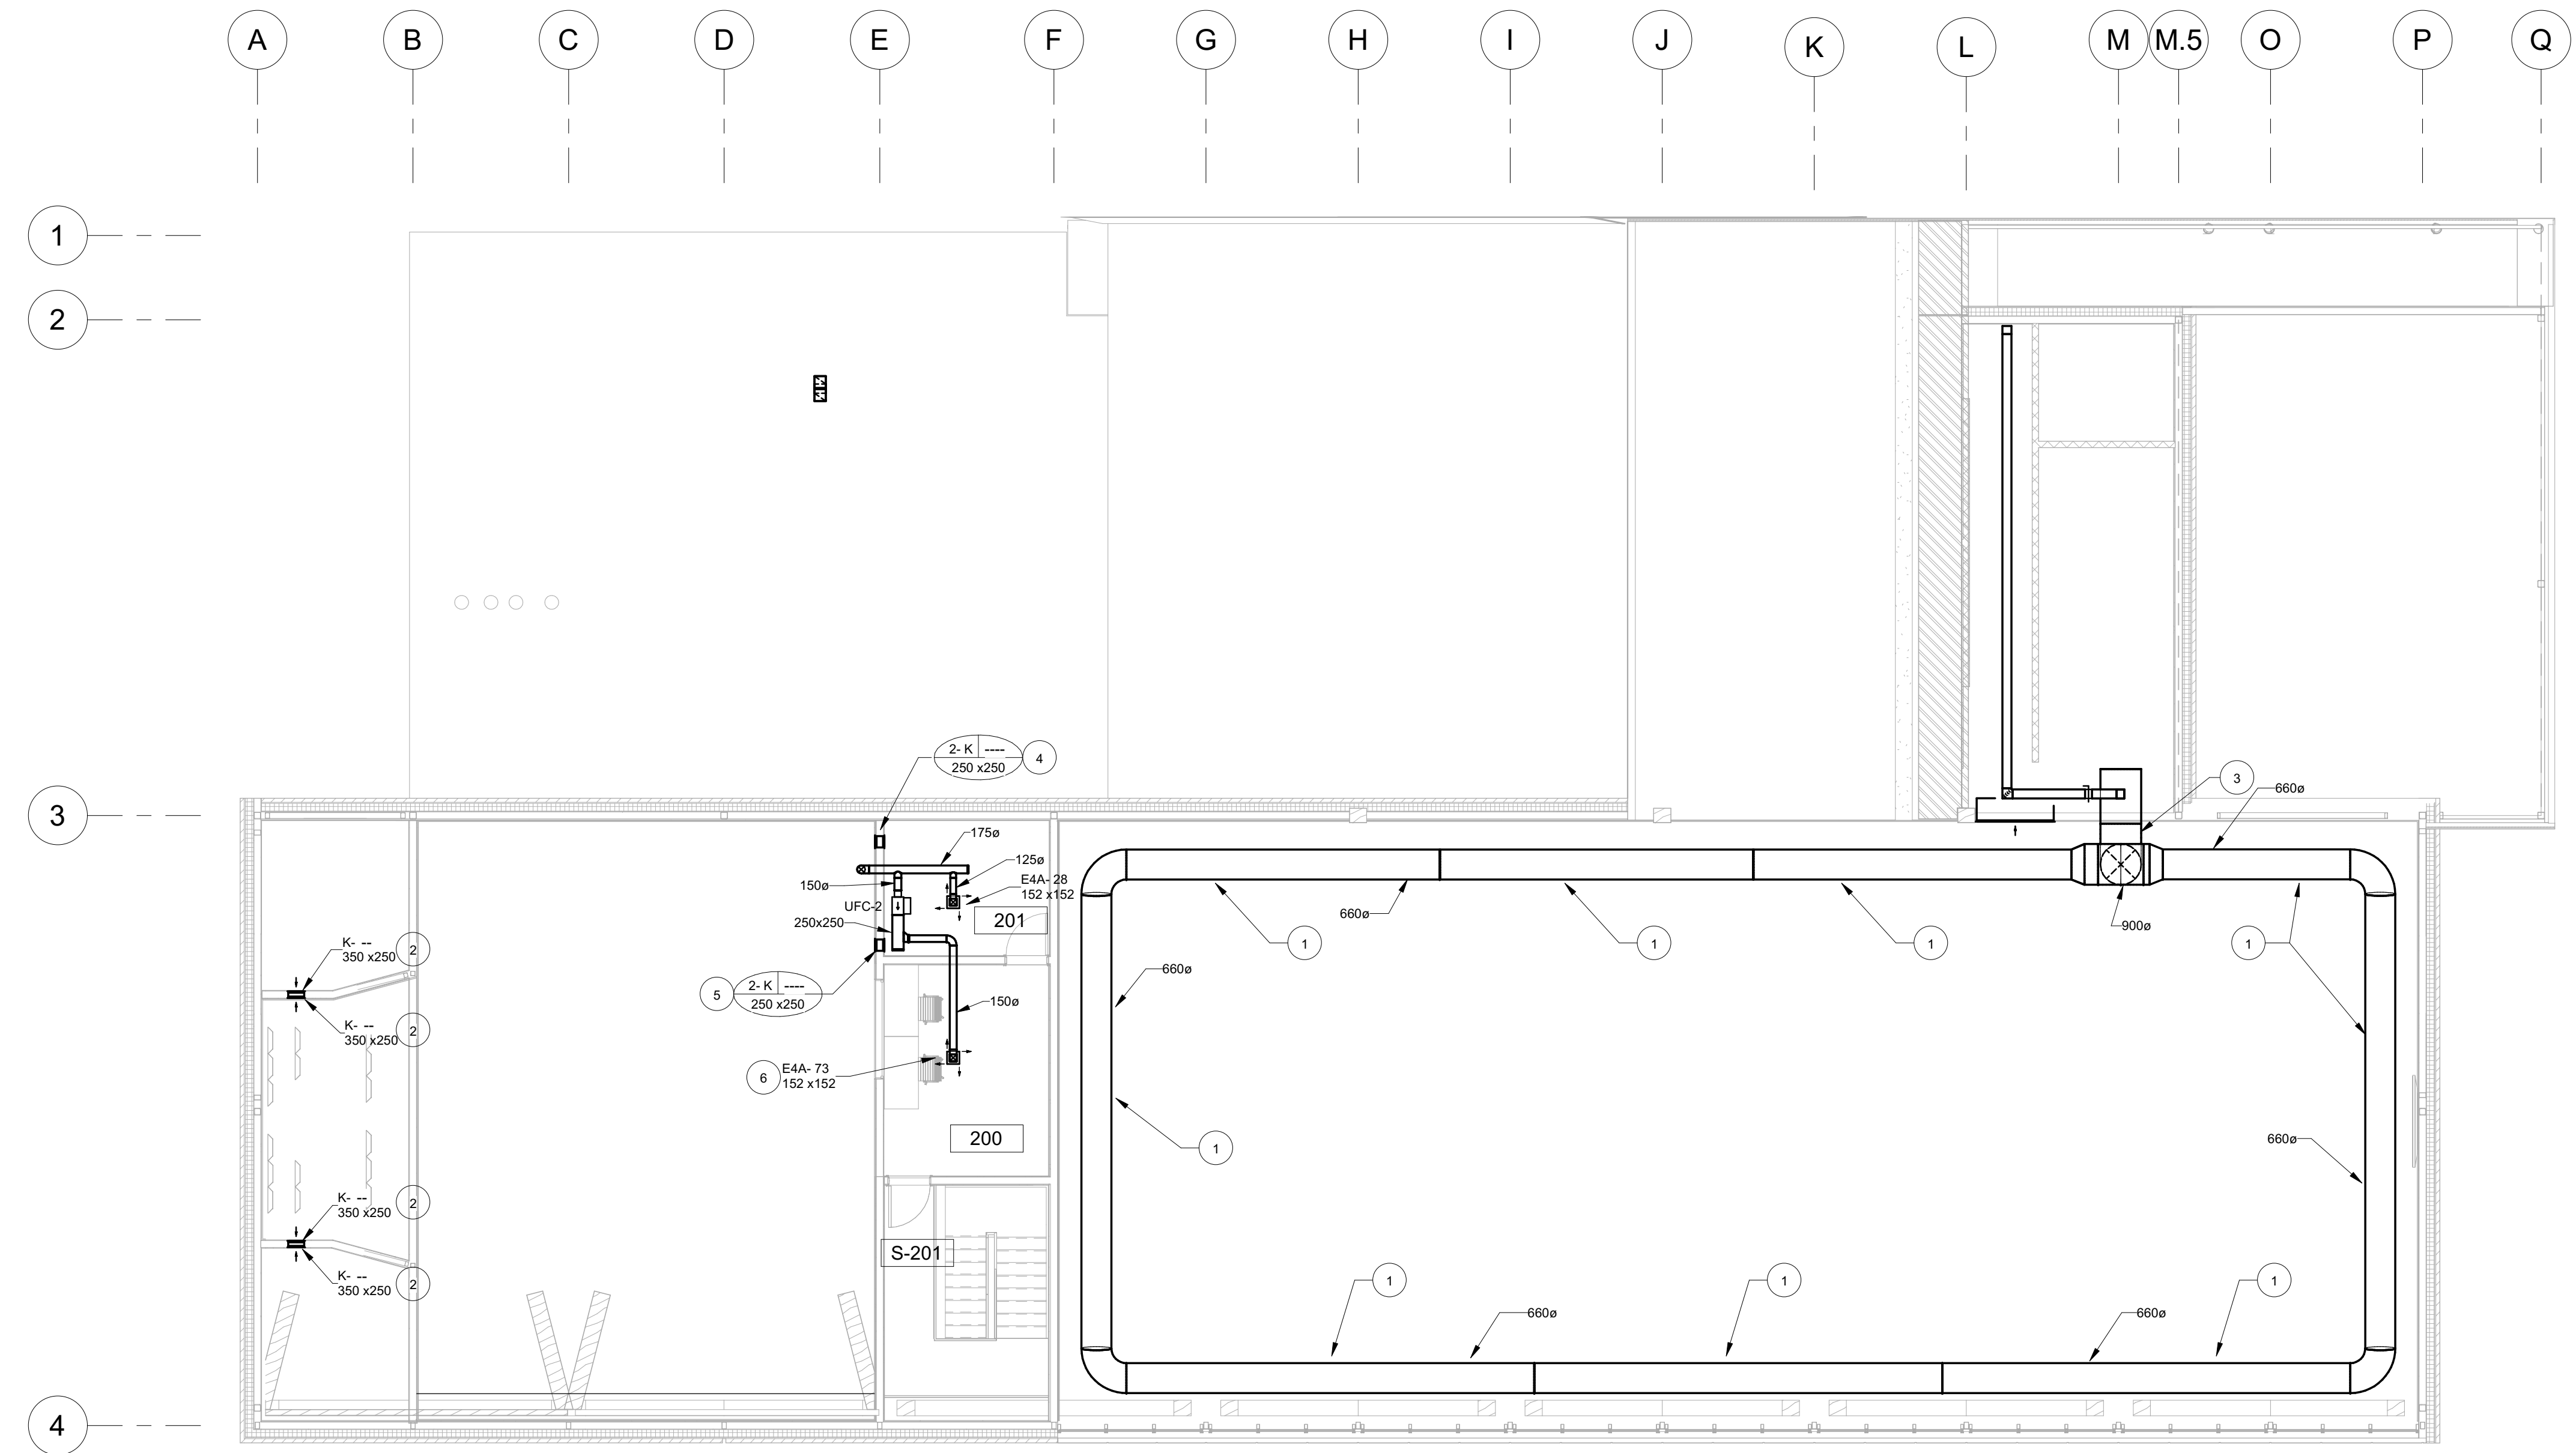 A B C D E F G H I J K L M M.5 O P Q
1
2
2- K ----
250 x250
4
3
3
660ø
175ø
125ø
150ø
E4A- 28
152 x152
UFC-2
250x250
201
660ø
900ø
1
1
1
1
K- --
350 x250
2
660ø
5
2- K ----
250 x250
150ø
K- --
350 x250
2
6
E4A- 73
152 x152
200
1
660ø
K- --
350 x250
2
S-201
K- --
350 x250
2
1
1
1
660ø
660ø
4